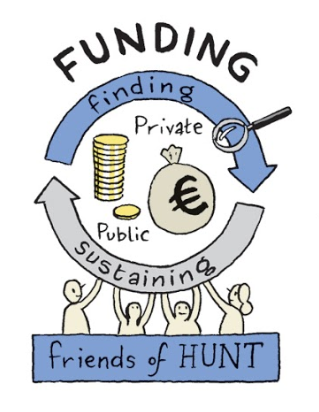 FUNDING
finding
Private
€
Public
sustaining
friends of HUNT